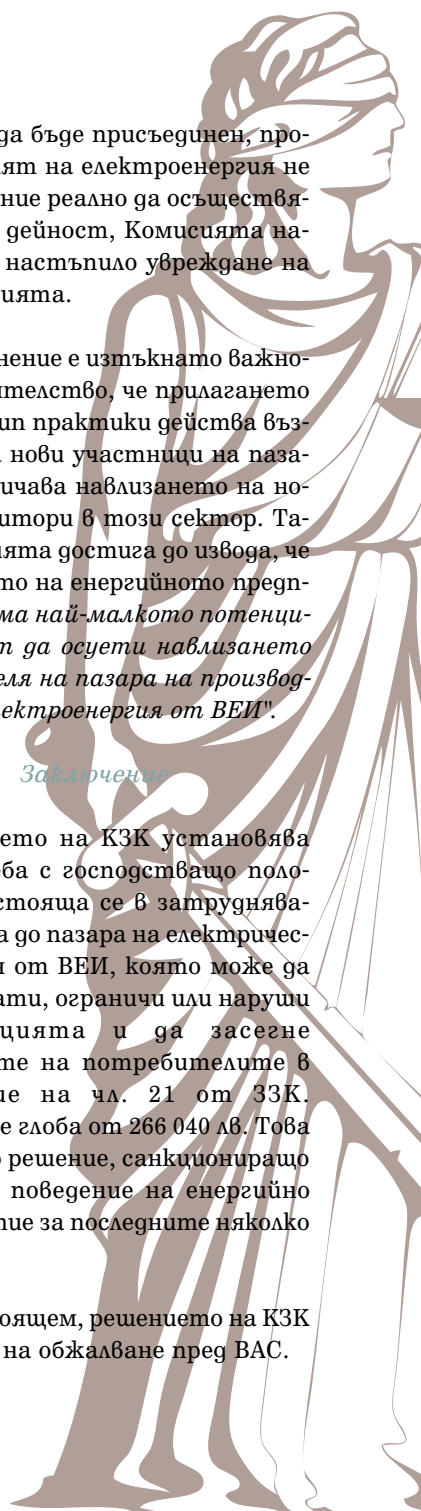 да бъде присъединен, про-
ят на електроенергия не
ние реално да осъществя-
дейност, Комисията на-
настъпило увреждане на
ията.
нение е изтъкнато важно-
ителство, че прилагането
ип практики действа въз-
нови участници на паза-
ичава навлизането на но-
итори в този сектор. Та-
ията достига до извода, че
то на енергийното предп-
ма най-малкото потенци-
т да осуети навлизането
еля на пазара на производ-
лектроенергия от ВЕИ".
Заключение
ето на КЗК установява
еба с господстващо поло-
стояща се в затруднява-
а до пазара на електричес-
я от ВЕИ, която може да
ати, ограничи или наруши
цията и да засегне
те на потребителите в
ие на чл. 21 от ЗЗК.
е глоба от 266 040 лв. Това
о решение, санкциониращо
поведение на енергийно
тие за последните няколко
оящем, решението на КЗК
на обжалване пред ВАС.